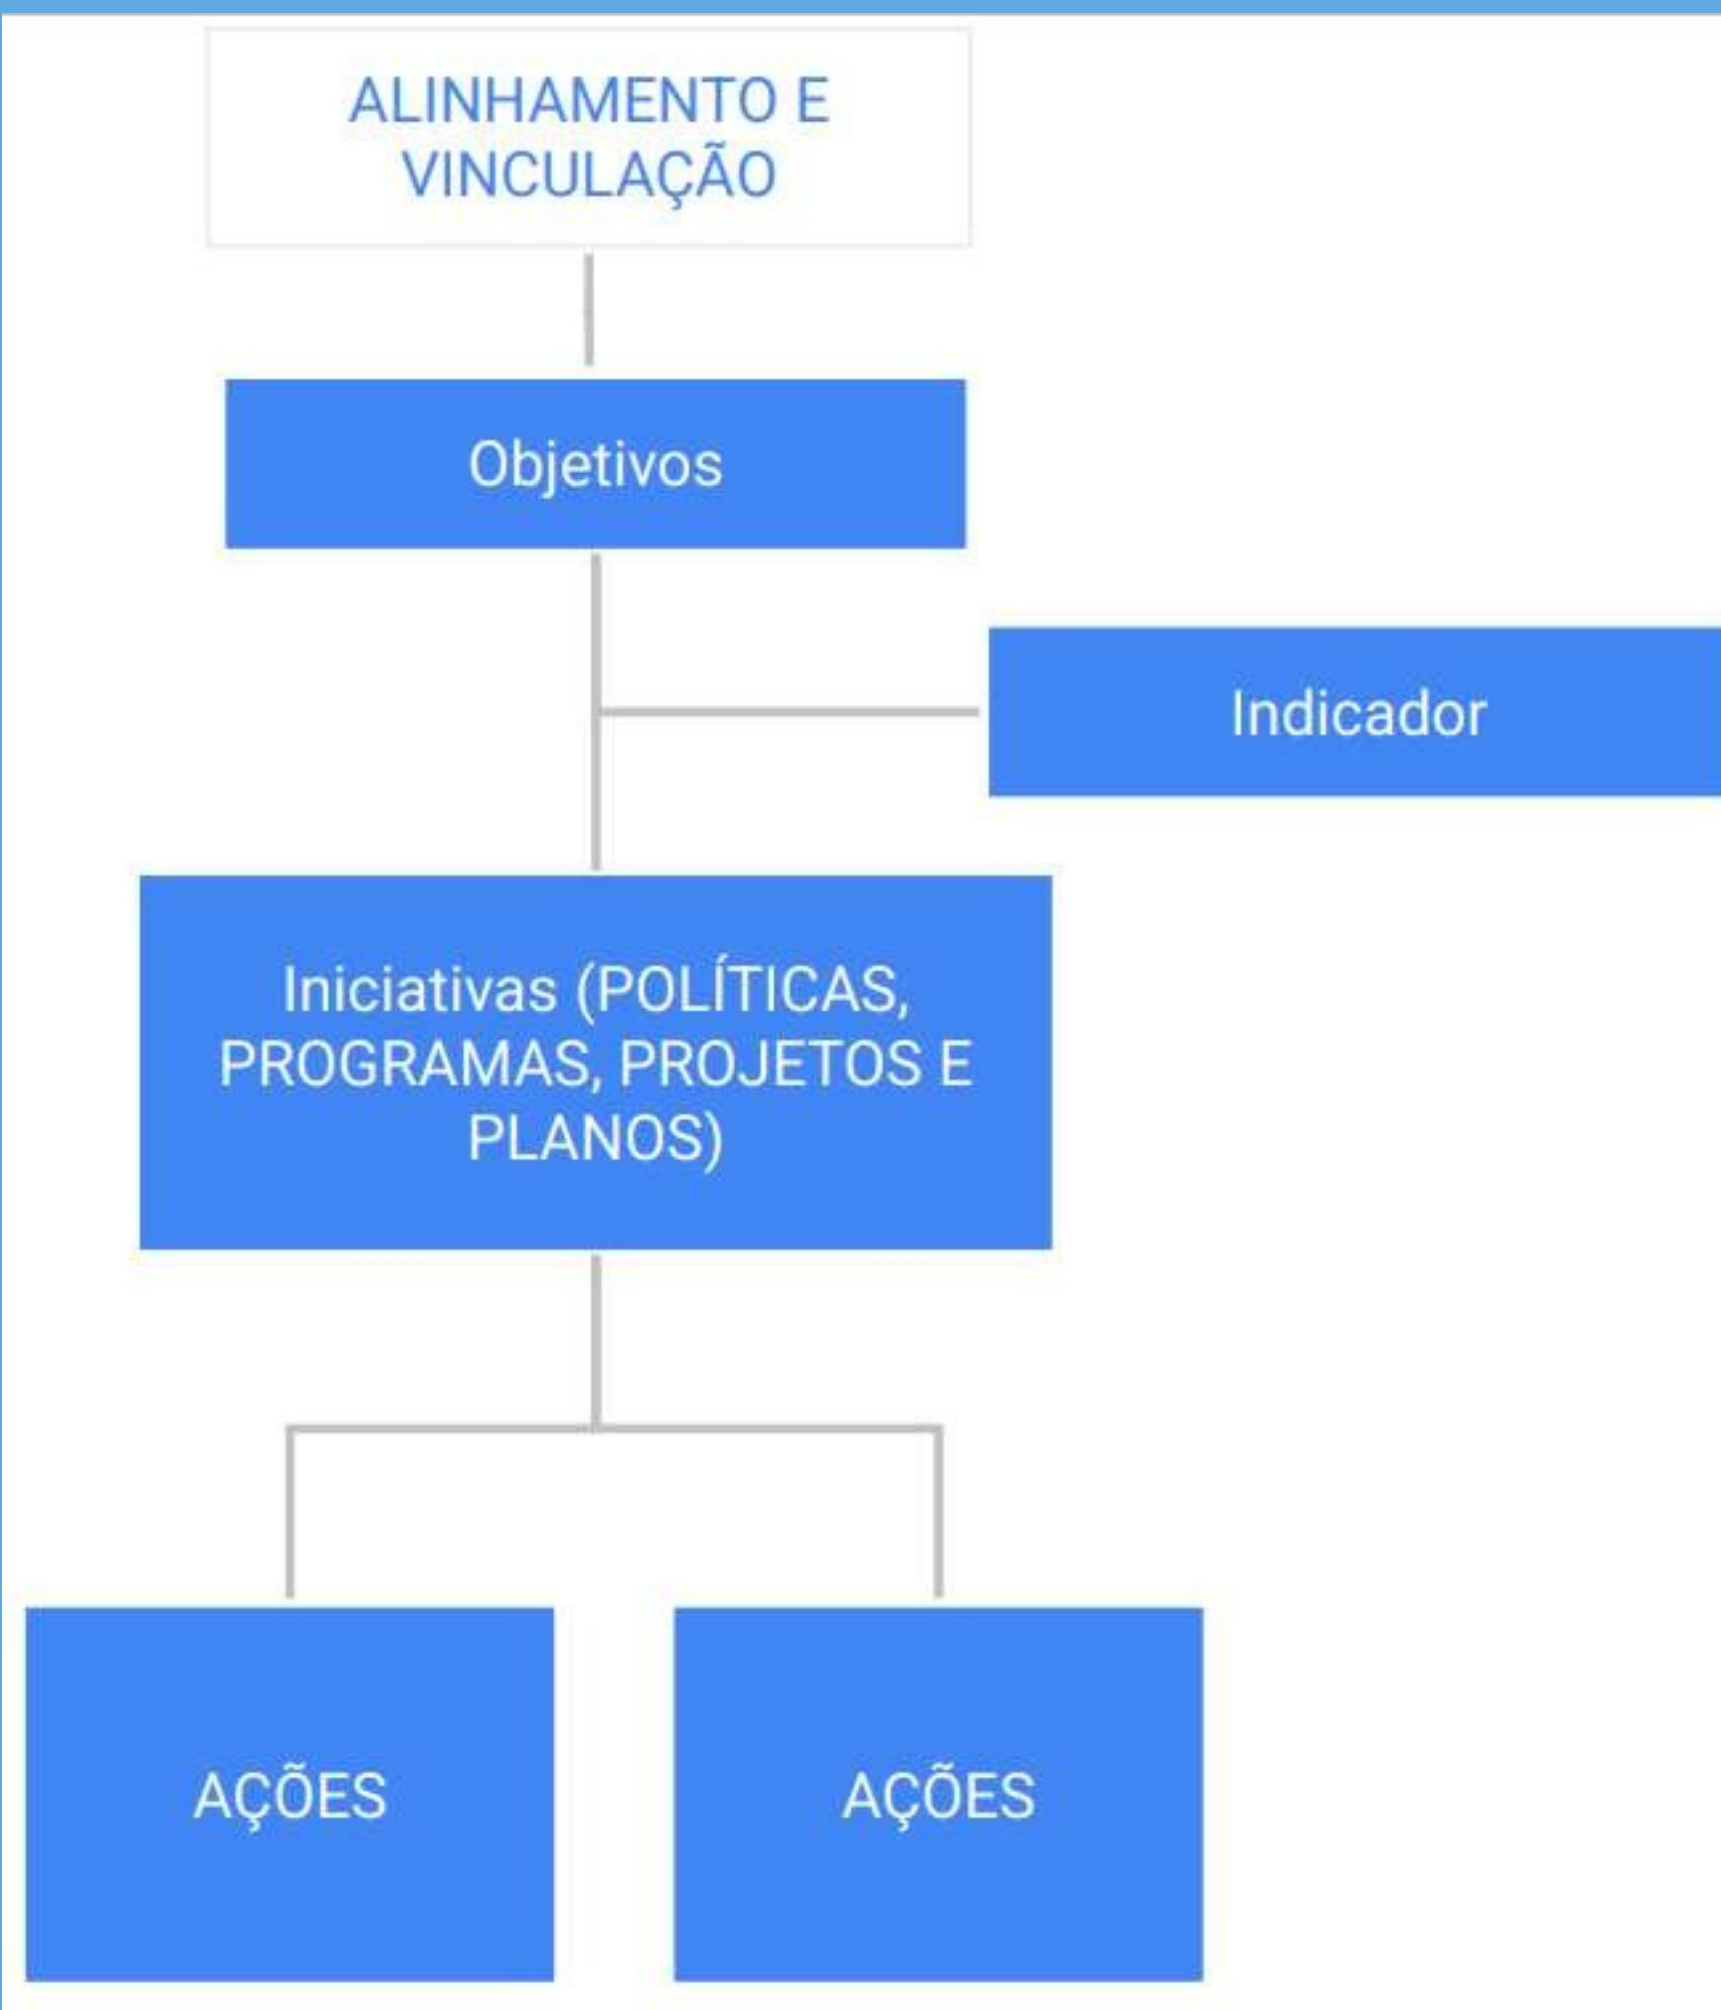 ALINHAMENTO E
VINCULAÇÃO
Objetivos
Indicador
Iniciativas (POLÍTICAS,
PROGRAMAS, PROJETOS E
PLANOS)
AÇÕES
AÇÕES